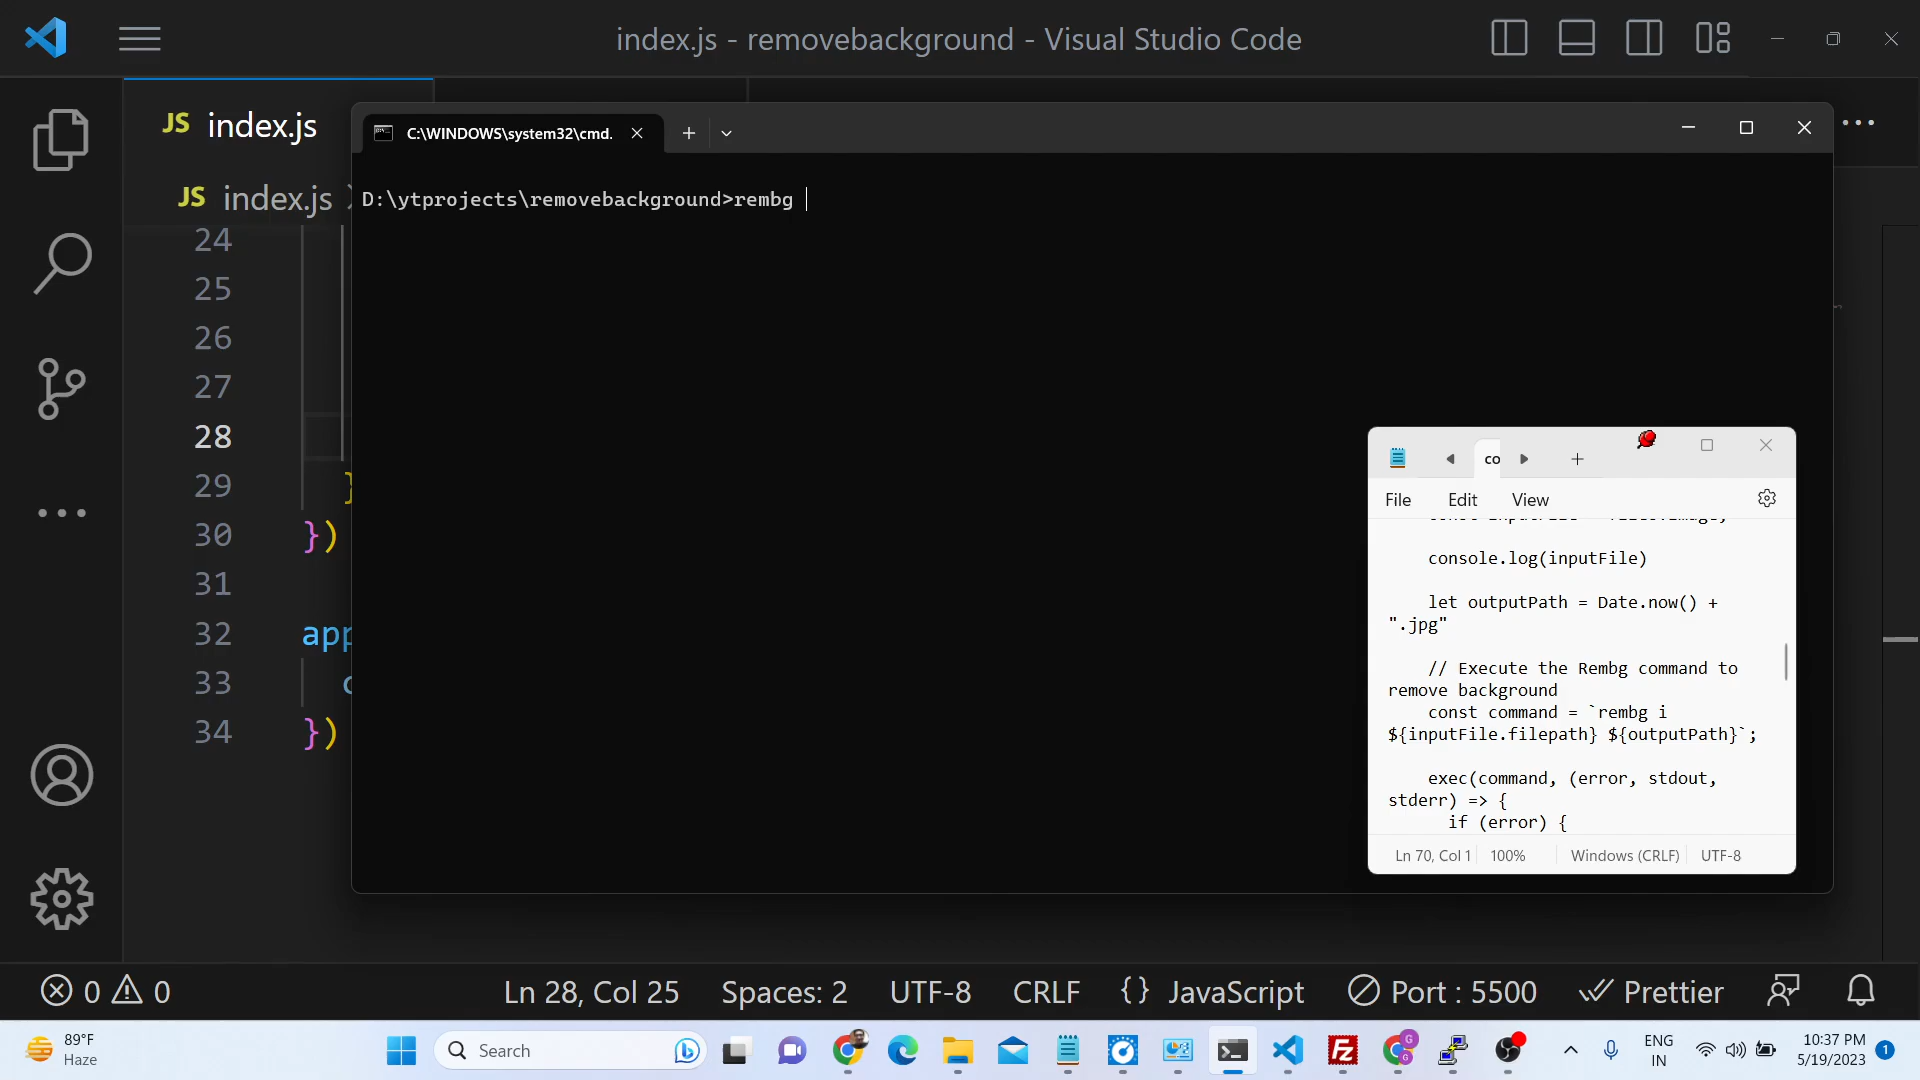 index.js - removebackground - Visual Studio Code
JS index.js
C:\WINDOWS\system32\cmd.
JS index.js
D:\ytprojects\removebackground>rembg
24
25
26
27
28
29 }
30 })
31
32 app
33 c
34 })
co
File Edit View
console.log(inputFile)
let outputPath = Date.now() +
".jpg"
// Execute the Rembg command to
remove background
const command = `rembg i
${inputFile.filepath} ${outputPath}`;
exec(command, (error, stdout,
stderr) => {
if (error) {
Ln 70, Col 1 100% Windows (CRLF) UTF-8
0 0 Ln 28, Col 25 Spaces: 2 UTF-8 CRLF {} JavaScript Port : 5500 Prettier
89°F
Haze
Search
ENG
IN
10:37 PM
5/19/2023
1